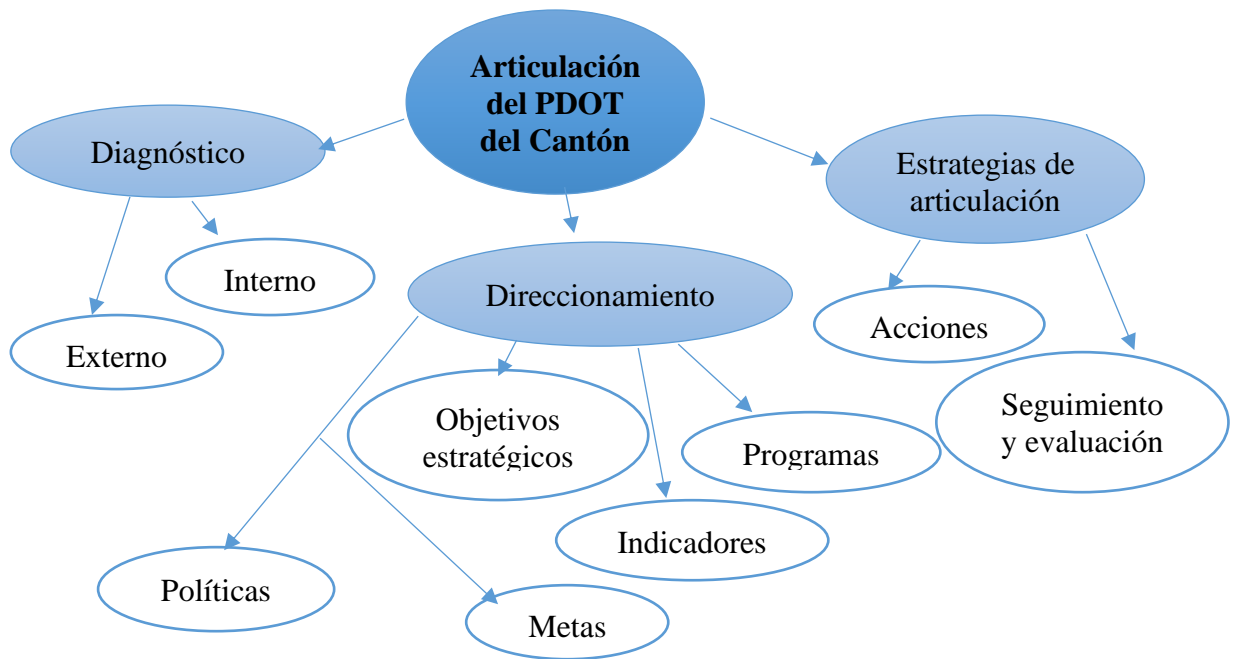 Articulación
del PDOT
del Cantón
Diagnóstico
Estrategias de
articulación
Interno
Externo
Direccionamiento
Acciones
Objetivos
estratégicos
Programas
Seguimiento
y evaluación
Indicadores
Políticas
Metas